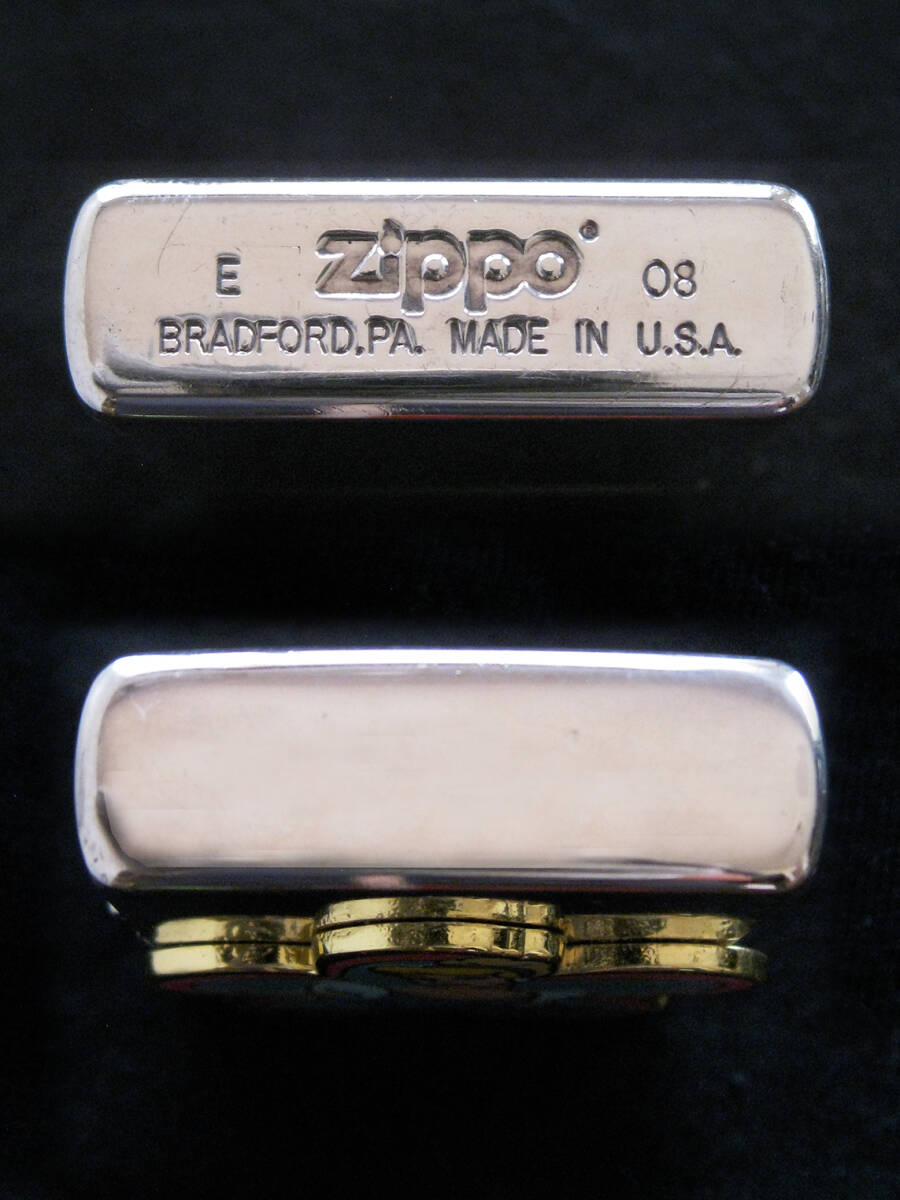 E zippo® 08
BRADFORD,PA. MADE IN U.S.A.